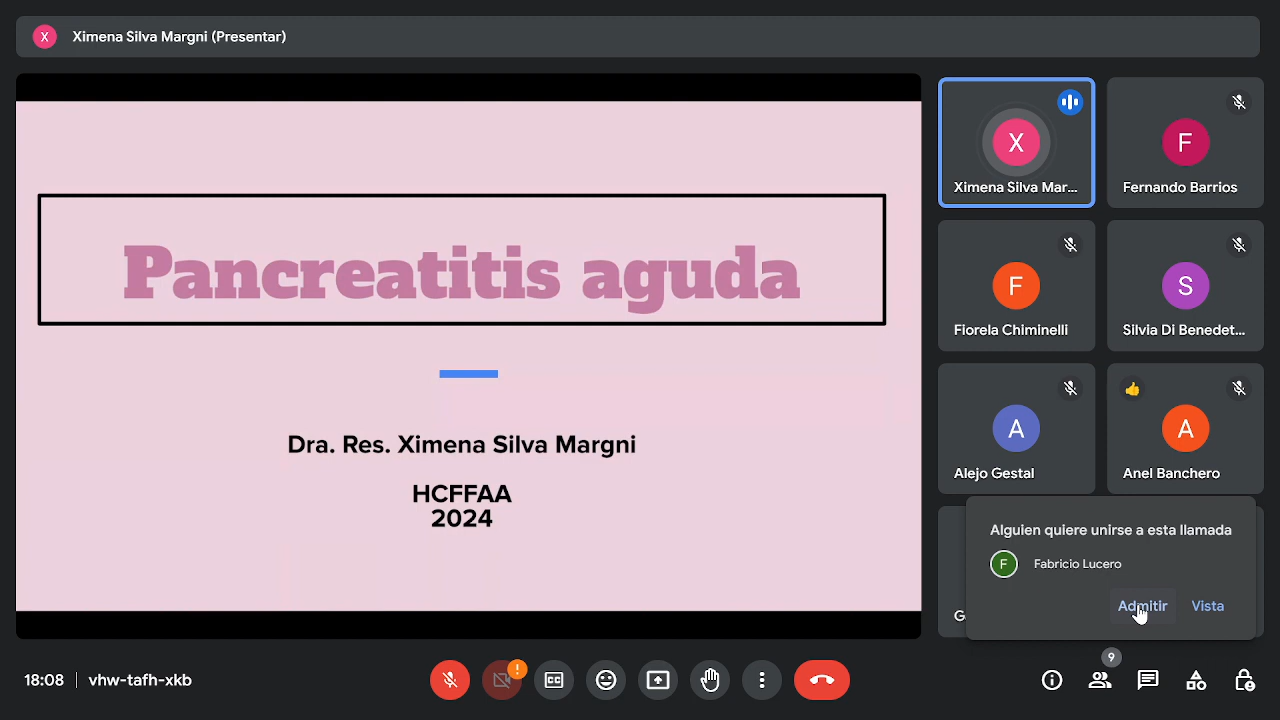 X
Ximena Silva Margni (Presentar)
Pancreatitis aguda
Dra. Res. Ximena Silva Margni
HCFFAA
2024
X
Ximena Silva Mar...
F
Fernando Barrios
F
Fiorela Chiminelli
S
Silvia Di Benedet...
A
Alejo Gestal
A
Anel Banchero
G
Alguien quiere unirse a esta llamada
F
Fabricio Lucero
Admitir
Vista
18:08
vhw-tafh-xkb
!
CC
9